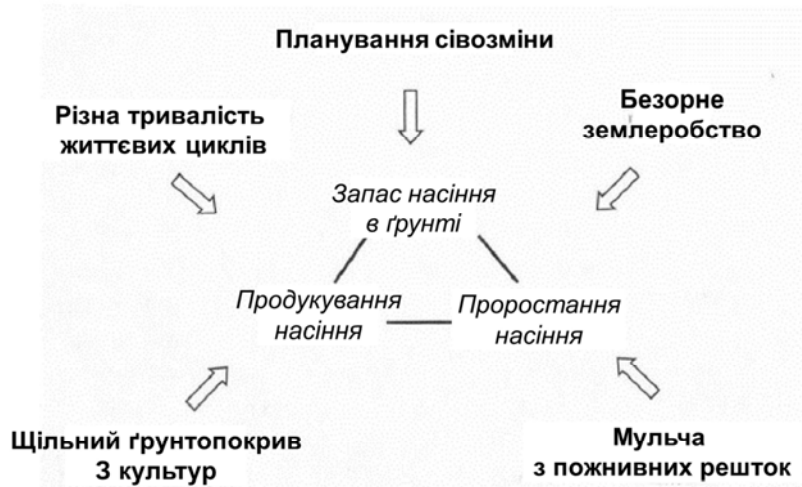 Планування сівозміни
Різна тривалість
життєвих циклів
Безорне
землеробство
Запас насіння
в ґрунті
Продукування
насіння
Проростання
насіння
Щільний ґрунтопокрив
З культур
Мульча
з пожнивних решток